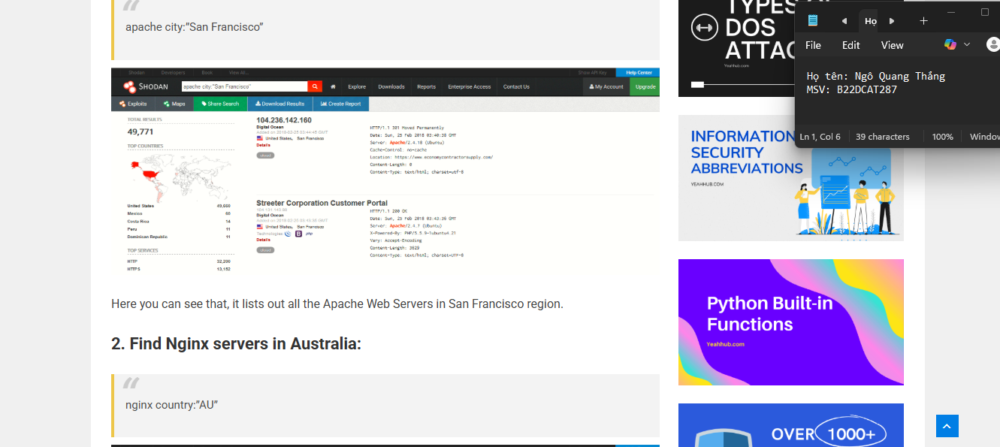 apache city:”San Francisco”
Shodan Developers Book View All... Show API Key Help Center
SHODAN apache city:"San Francisco" Explore Downloads Reports Enterprise Access Contact Us My Account Upgrade
Exploits Maps Share Search Download Results Create Report
TOTAL RESULTS
49,771
TOP COUNTRIES
United States 49,660
Mexico 60
Costa Rica 14
Peru 11
Dominican Republic 11
TOP SERVICES
HTTP 32,200
HTTPS 13,152
104.236.142.160
Digital Ocean
Added on 2018-02-25 03:44:45 GMT
United States, San Francisco
Details
cloud
HTTP/1.1 301 Moved Permanently
Date: Sun, 25 Feb 2018 03:40:38 GMT
Server: Apache/2.4.18 (Ubuntu)
Cache-Control: no-cache
Location: https://www.economycontractorsupply.com/
Content-Length: 0
Content-Type: text/html; charset=utf-8
Streeter Corporation Customer Portal
Digital Ocean
Added on 2018-02-25 03:43:36 GMT
United States, San Francisco
Technologies: php
Details
cloud
HTTP/1.1 200 OK
Date: Sun, 25 Feb 2018 03:43:36 GMT
Server: Apache/2.4.7 (Ubuntu)
X-Powered-By: PHP/5.5.9-1ubuntu4.21
Vary: Accept-Encoding
Content-Length: 3629
Content-Type: text/html; charset=UTF-8
Here you can see that, it lists out all the Apache Web Servers in San Francisco region.
2. Find Nginx servers in Australia:
nginx country:”AU”
TYPES
DOS
ATTAC
Yeahhub.com
INFORMATION
SECURITY
ABBREVIATIONS
YEAHHUB.COM
Python Built-in
Functions
Yeahhub.com
OVER 1000+
Họ
File Edit View
Họ tên: Ngô Quang Thắng
MSV: B22DCAT287
Ln 1, Col 6 39 characters 100% Window